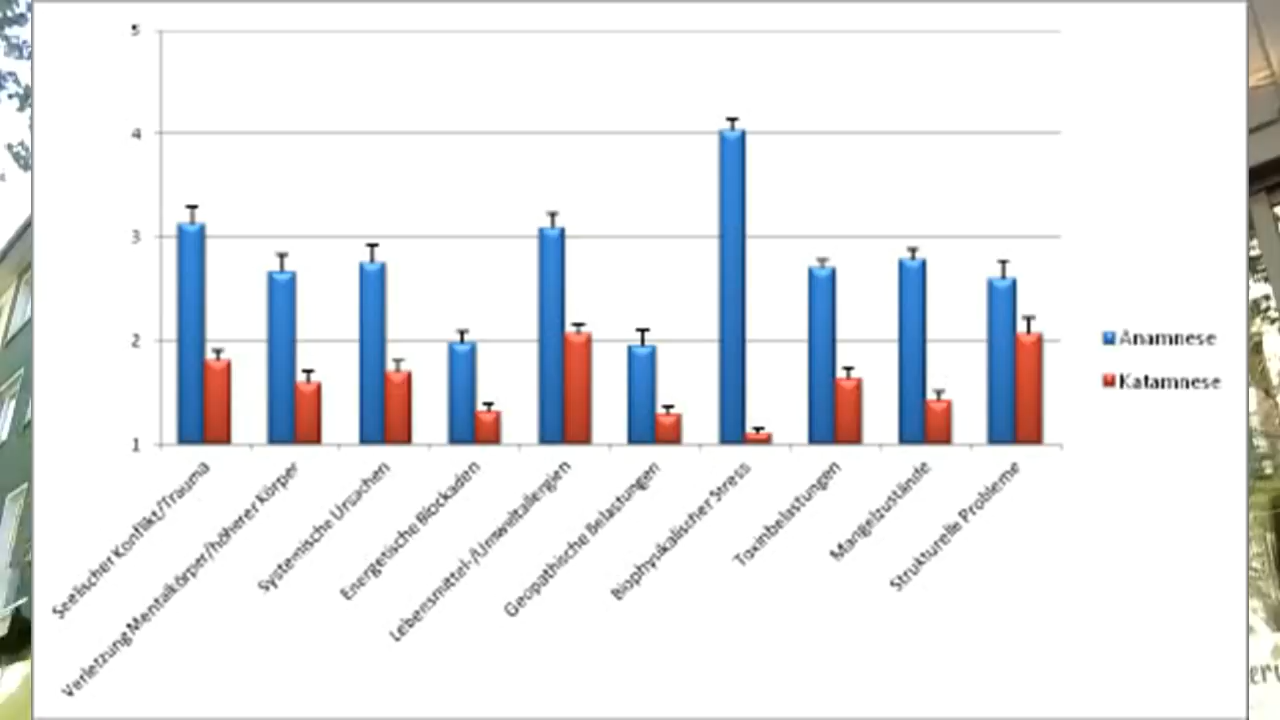 5
4
3
2
1
Seelischer Konflikt/Trauma
Verletzung Mentalkörper/höherer Körper
Systemische Ursachen
Energetische Blockaden
Lebensmittel-/Umweltallergien
Geopathische Belastungen
Biophysikalischer Stress
Toxinbelastungen
Mangelzustände
Strukturelle Probleme
Anamnese
Katamnese